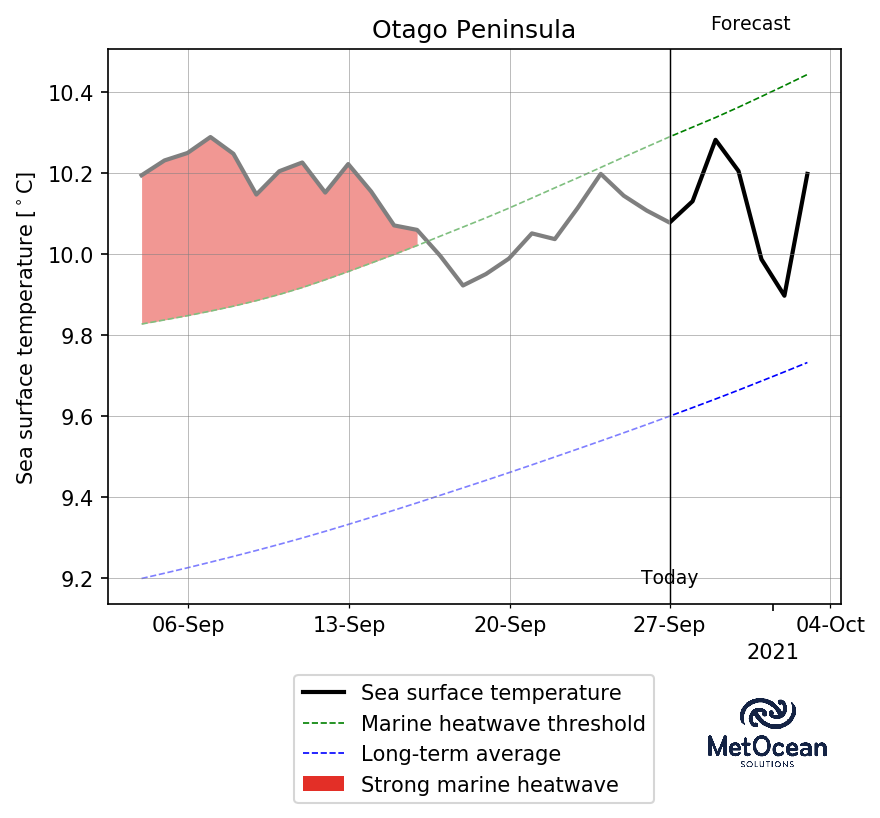 Otago Peninsula
Forecast
Sea surface temperature [°C]
10.4
10.2
10.0
9.8
9.6
9.4
9.2
Today
06-Sep
13-Sep
20-Sep
27-Sep
04-Oct
2021
Sea surface temperature
Marine heatwave threshold
Long-term average
Strong marine heatwave
MetOcean
SOLUTIONS